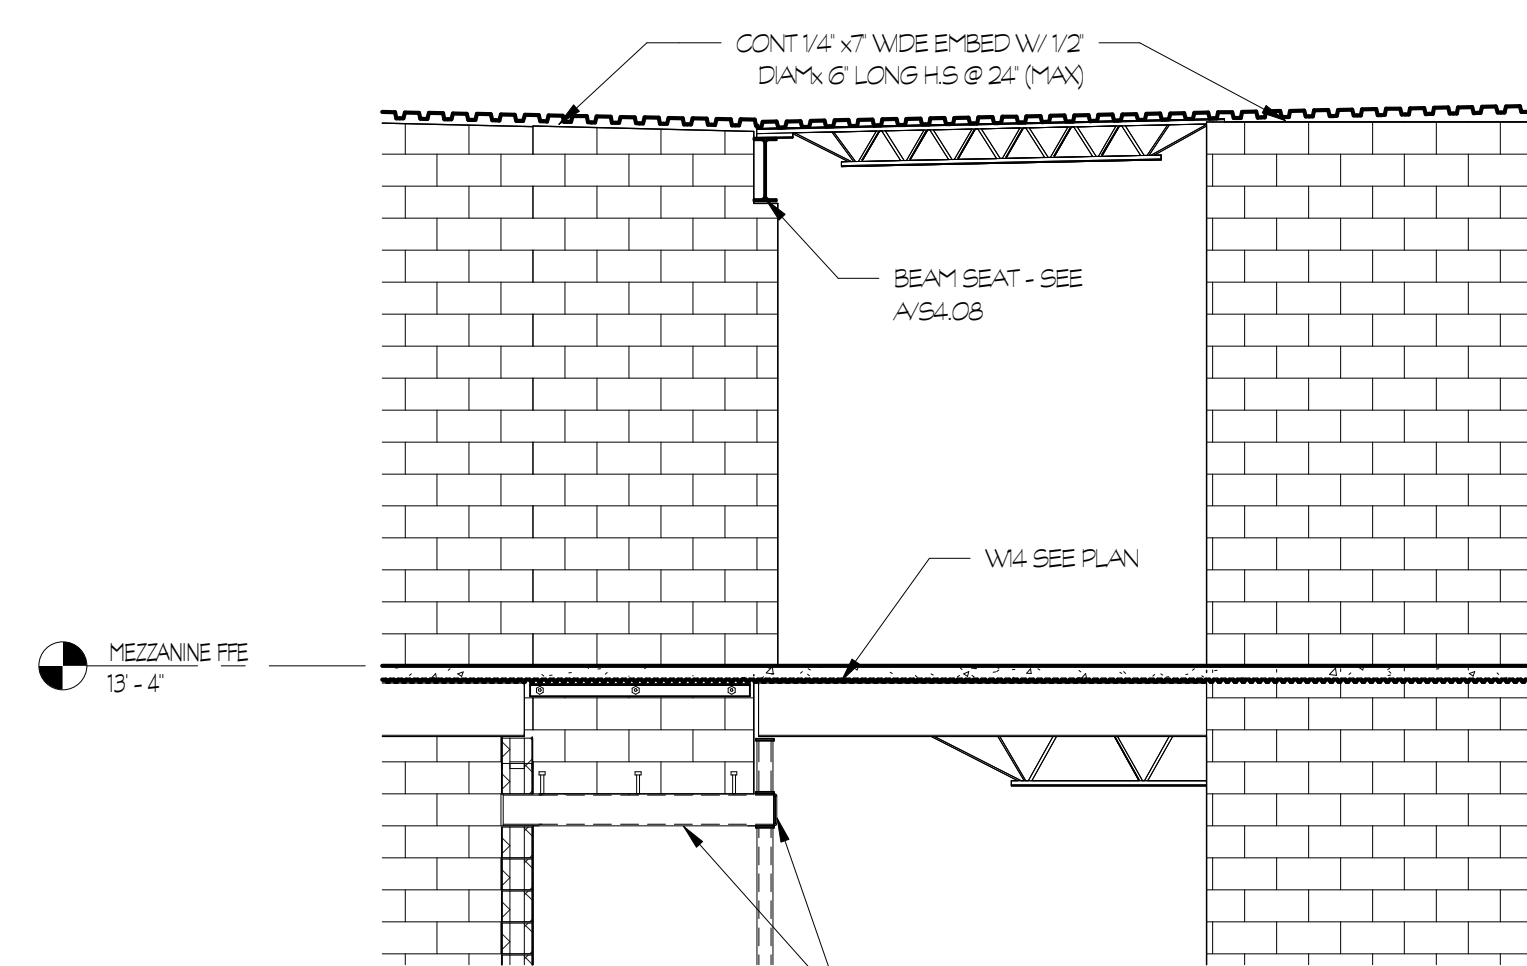 CONT 1/4" x7" WIDE EMBED W/ 1/2"
DIAMx 6" LONG H.S @ 24" (MAX)
BEAM SEAT - SEE
A/S4.08
W14 SEE PLAN
MEZZANINE FFE
13' - 4"